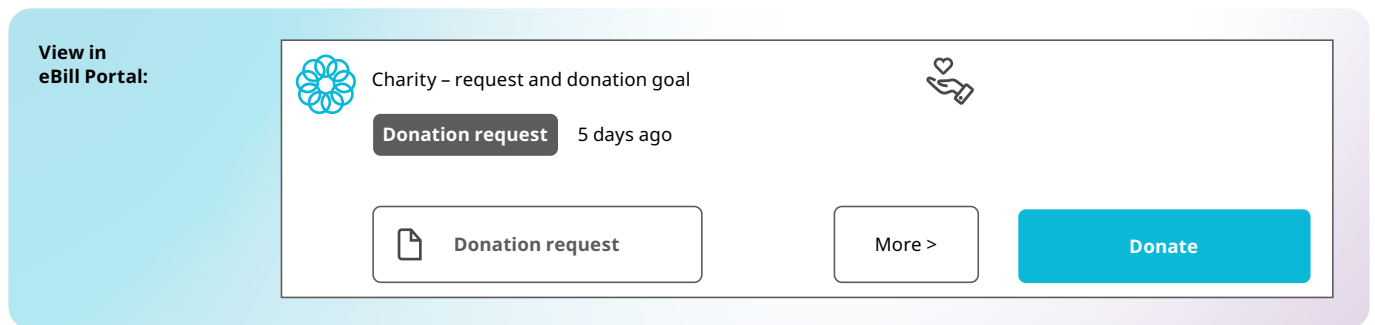 View in
eBill Portal:
Charity – request and donation goal
Donation request 5 days ago
Donation request More > Donate